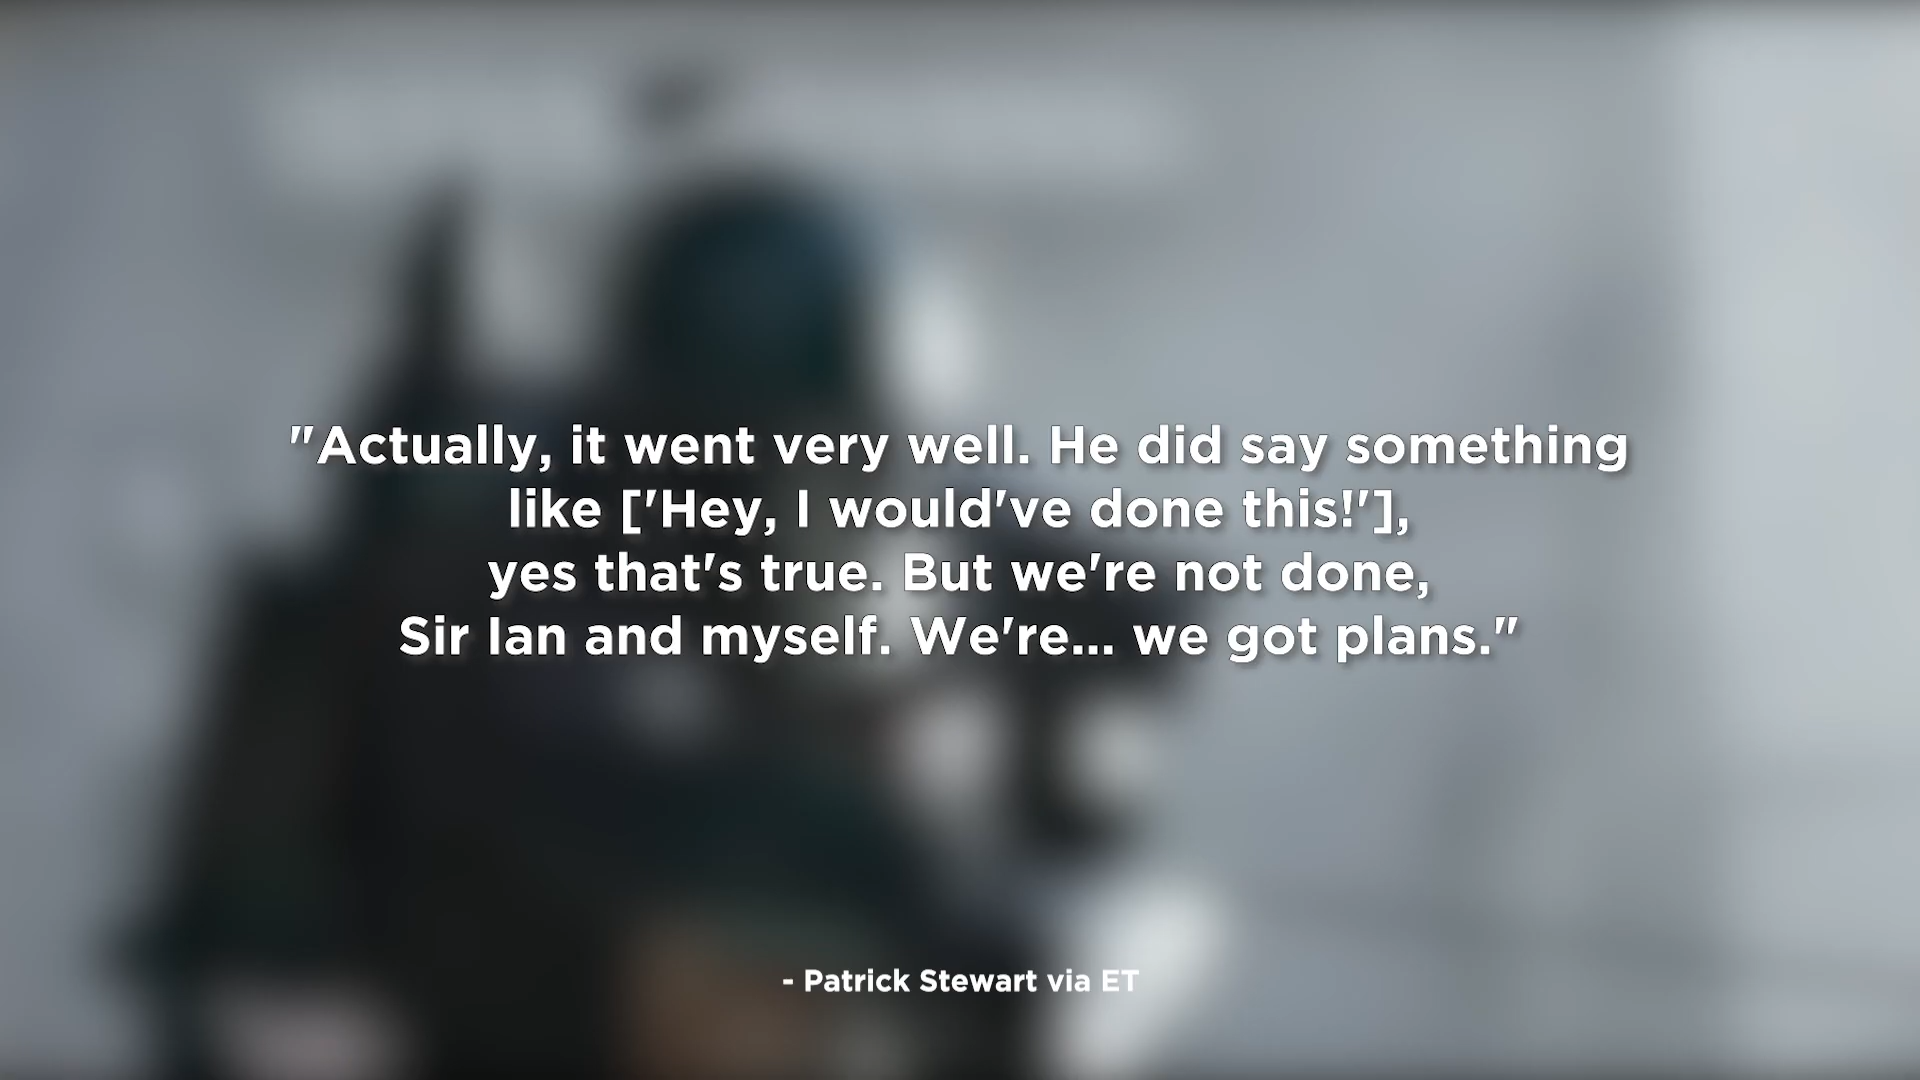 "Actually, it went very well. He did say something
like ['Hey, I would've done this!'],
yes that's true. But we're not done,
Sir Ian and myself. We're... we got plans."
- Patrick Stewart via ET